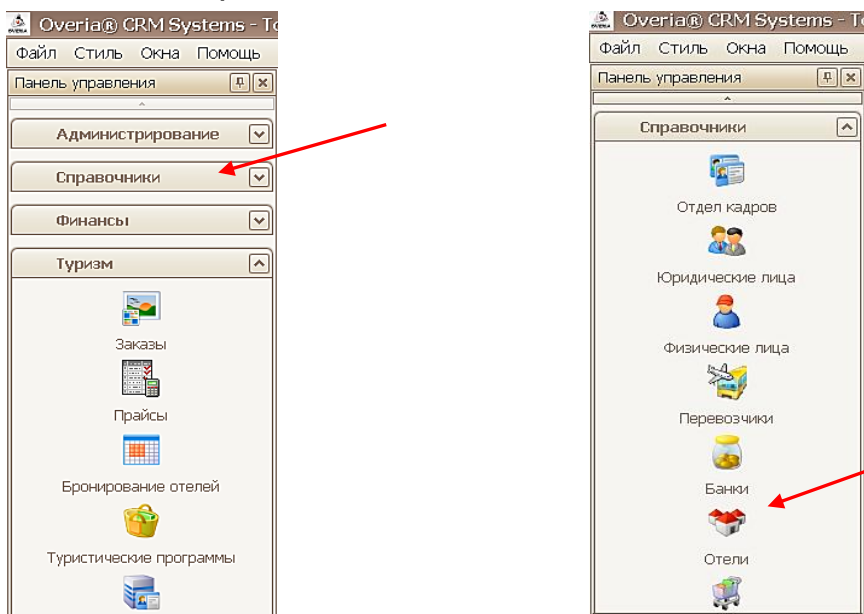 Overia® CRM Systems - To
Файл Стиль Окна Помощь
Панель управления
Администрирование
Справочники
Финансы
Туризм
Заказы
Прайсы
Бронирование отелей
Туристические программы
Overia® CRM Systems - T
Файл Стиль Окна Помощь
Панель управления
Справочники
Отдел кадров
Юридические лица
Физические лица
Перевозчики
Банки
Отели